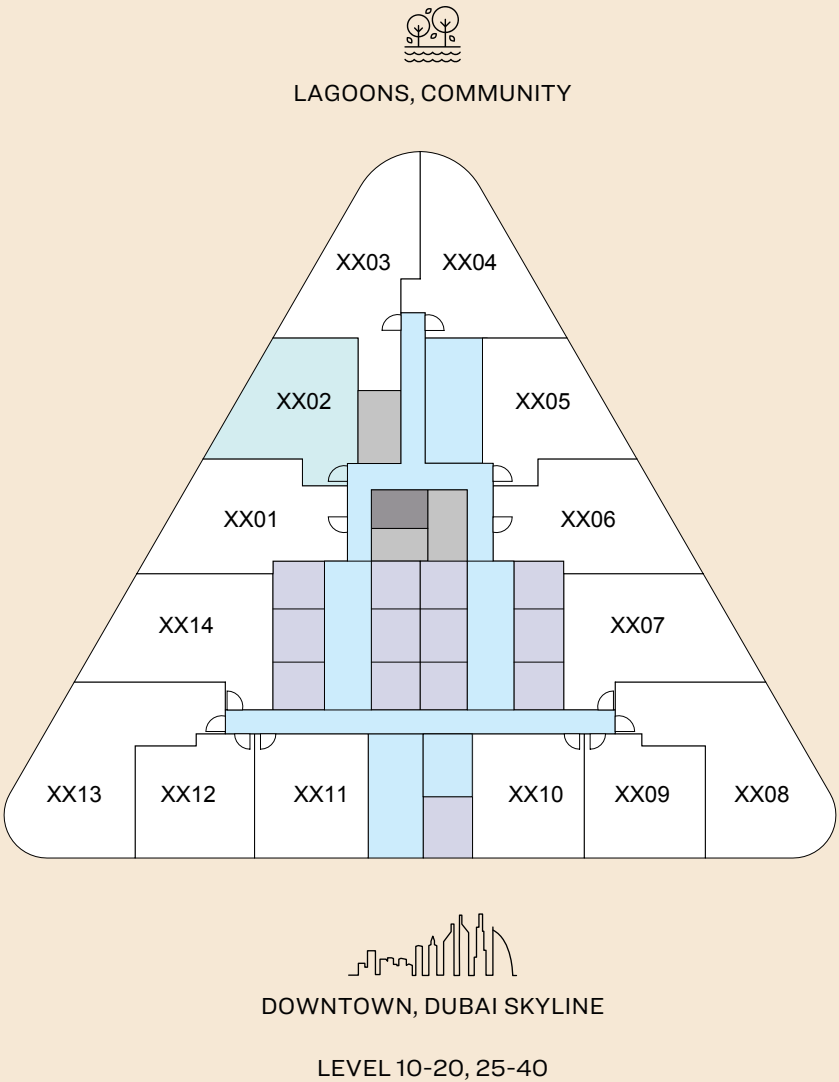 LAGOONS, COMMUNITY
XX03 XX04
XX02 XX05
XX01 XX06
XX14 XX07
XX13 XX12 XX11 XX10 XX09 XX08
DOWNTOWN, DUBAI SKYLINE
LEVEL 10-20, 25-40